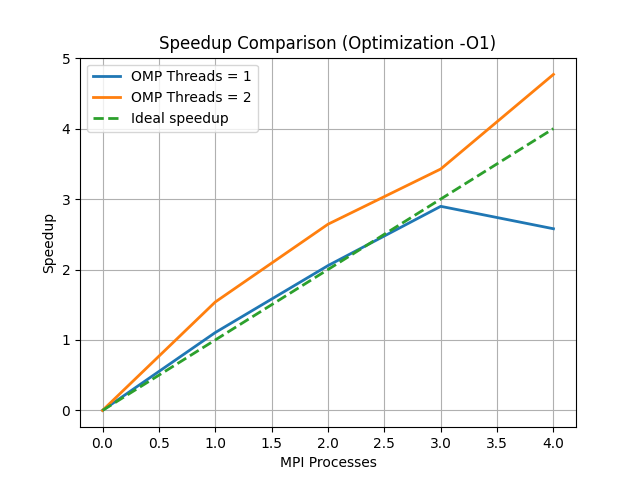 Speedup Comparison (Optimization -O1)
OMP Threads = 1
OMP Threads = 2
Ideal speedup
Speedup
5
4
3
2
1
0
0.0 0.5 1.0 1.5 2.0 2.5 3.0 3.5 4.0
MPI Processes